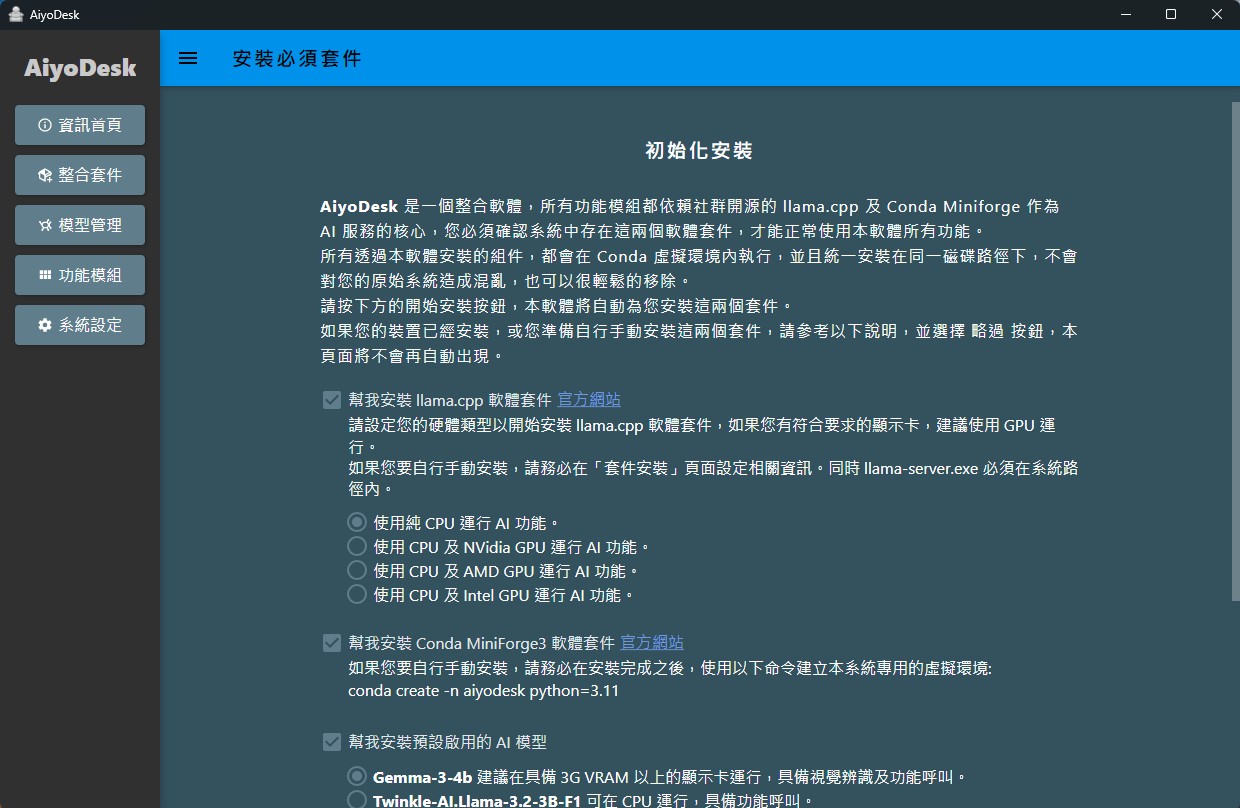 AiyoDesk
AiyoDesk
安裝必須套件
資訊首頁
整合套件
模型管理
功能模組
系統設定
初始化安裝
AiyoDesk 是一個整合軟體，所有功能模組都依賴社群開源的 llama.cpp 及 Conda Miniforge 作為
AI 服務的核心，您必須確認系統中存在這兩個軟體套件，才能正常使用本軟體所有功能。
所有透過本軟體安裝的組件，都會在 Conda 虛擬環境內執行，並且統一安裝在同一磁碟路徑下，不會
對您的原始系統造成混亂，也可以很輕鬆的移除。
請按下方的開始安裝按鈕，本軟體將自動為您安裝這兩個套件。
如果您的裝置已經安裝，或您準備自行手動安裝這兩個套件，請參考以下說明，並選擇 略過 按鈕，本
頁面將不會再自動出現。
幫我安裝 llama.cpp 軟體套件 官方網站
請設定您的硬體類型以開始安裝 llama.cpp 軟體套件，如果您有符合要求的顯示卡，建議使用 GPU 運
行。
如果您要自行手動安裝，請務必在「套件安裝」頁面設定相關資訊。同時 llama-server.exe 必須在系統路
徑內。
使用純 CPU 運行 AI 功能。
使用 CPU 及 NVidia GPU 運行 AI 功能。
使用 CPU 及 AMD GPU 運行 AI 功能。
使用 CPU 及 Intel GPU 運行 AI 功能。
幫我安裝 Conda MiniForge3 軟體套件 官方網站
如果您要自行手動安裝，請務必在安裝完成之後，使用以下命令建立本系統專用的虛擬環境:
conda create -n aiyodesk python=3.11
幫我安裝預設啟用的 AI 模型
Gemma-3-4b 建議在具備 3G VRAM 以上的顯示卡運行，具備視覺辨識及功能呼叫。
Twinkle-AI.Llama-3.2-3B-F1 可在 CPU 運行，具備功能呼叫。